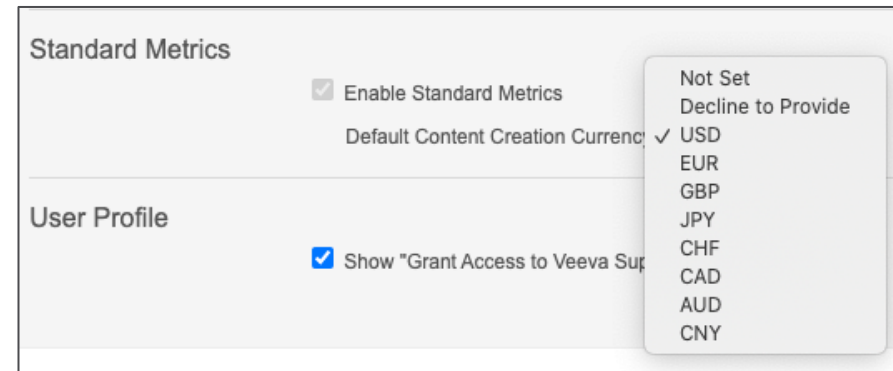 Standard Metrics
Enable Standard Metrics
Default Content Creation Currency
User Profile
Show "Grant Access to Veeva Sup
Not Set
Decline to Provide
✓ USD
EUR
GBP
JPY
CHF
CAD
AUD
CNY